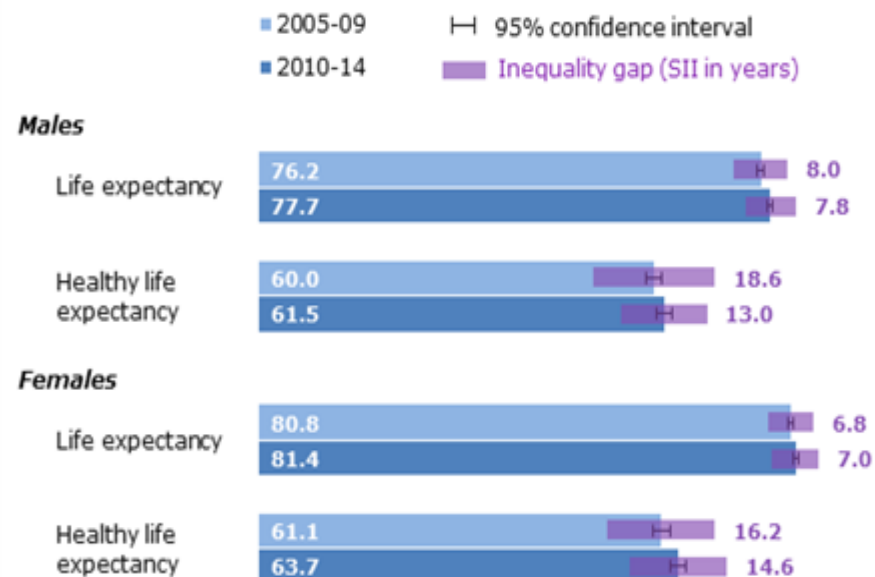 2005-09 95% confidence interval
2010-14 Inequality gap (SII in years)
Males
Life expectancy
76.2 8.0
77.7 7.8
Healthy life
expectancy
60.0 18.6
61.5 13.0
Females
Life expectancy
80.8 6.8
81.4 7.0
Healthy life
expectancy
61.1 16.2
63.7 14.6